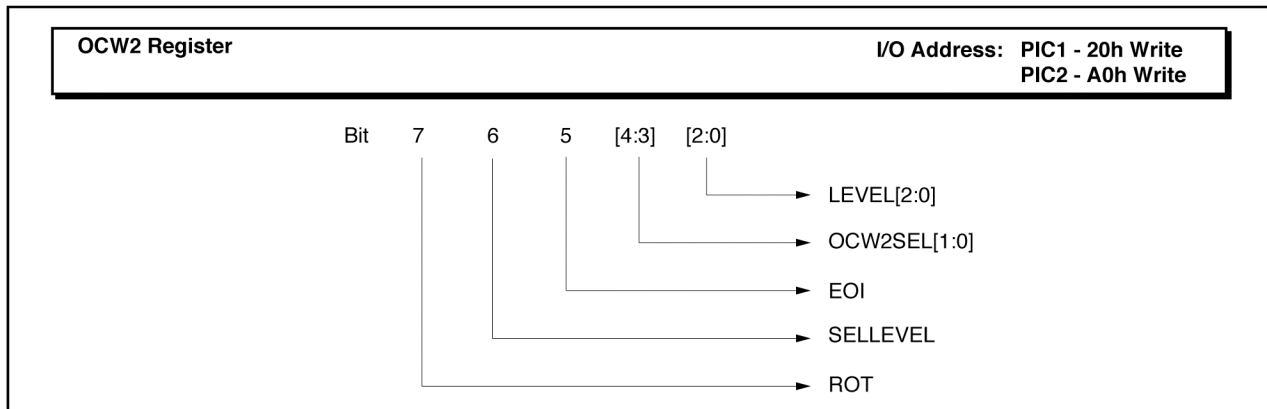 OCW2 Register
I/O Address: PIC1 - 20h Write
PIC2 - A0h Write
Bit 7 6 5 [4:3] [2:0]
LEVEL[2:0]
OCW2SEL[1:0]
EOI
SELLEVEL
ROT